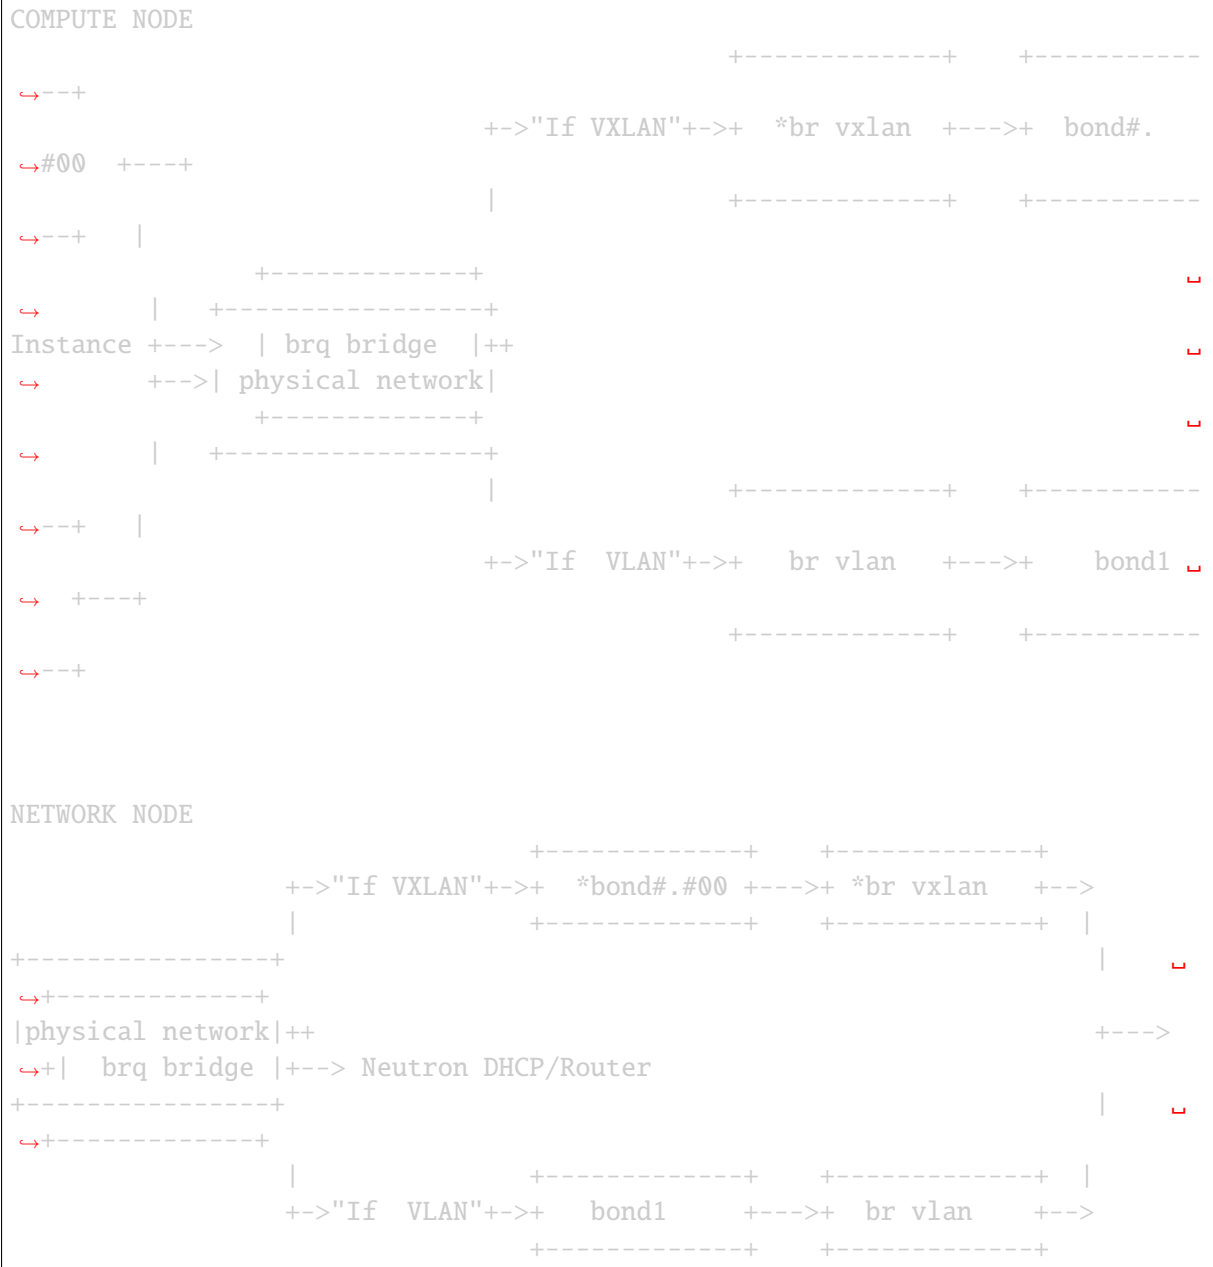 COMPUTE NODE
                                                +-------------+    +-----------
↪--+
                               +->"If VXLAN"+->+  *br vxlan  +--->+  bond#.
↪#00  +---+
                               |                +-------------+    +-----------
↪--+   |
                +-------------+                                               ␣
↪       |   +-----------------+
Instance +--->  | brq bridge  |++                                             ␣
↪       +-->| physical network|
                +-------------+                                               ␣
↪       |   +-----------------+
                               |                +-------------+    +-----------
↪--+   |
                               +->"If  VLAN"+->+   br vlan   +--->+    bond1 ␣
↪  +----+
                                                +-------------+    +-----------
↪--+
NETWORK NODE
                                  +-------------+    +-------------+
                  +->"If VXLAN"+->+  *bond#.#00 +--->+ *br vxlan   +-->
                  |               +-------------+    +-------------+  |
+----------------+                                                     |    ␣
↪+-------------+
|physical network|++                                                   +--->
↪+|  brq bridge |+--> Neutron DHCP/Router
+----------------+                                                     |    ␣
↪+-------------+
                  |               +-------------+    +-------------+  |
                  +->"If  VLAN"+->+   bond1     +--->+  br vlan    +-->
                                  +-------------+    +-------------+